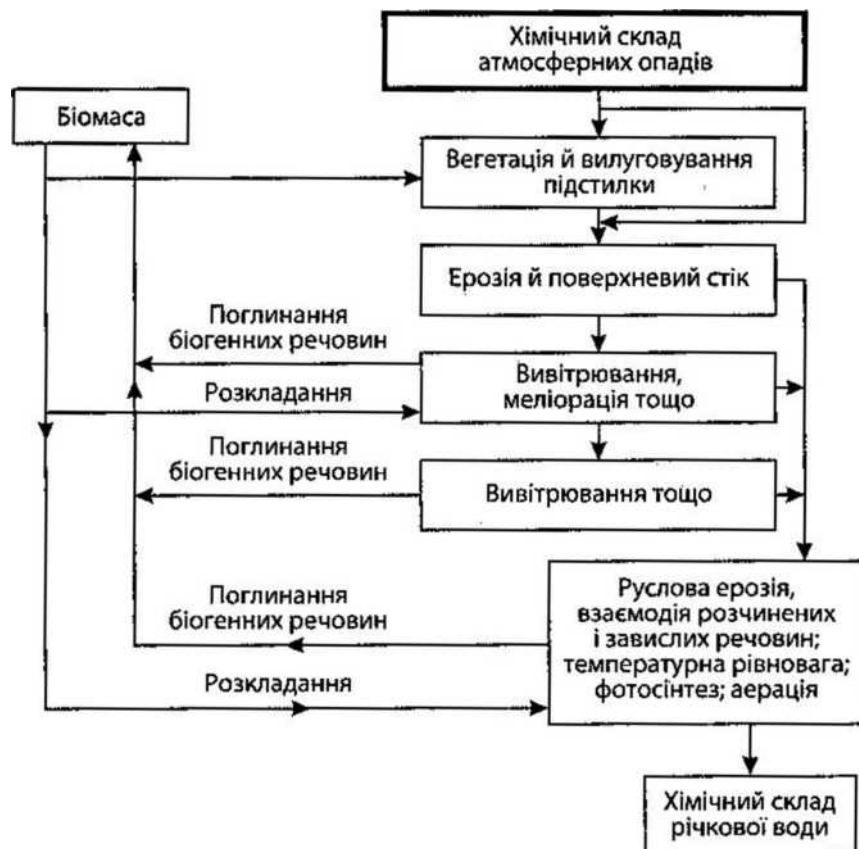 Хімічний склад
атмосферних опадів
Біомаса
Вегетація й вилуговування
підстилки
Ерозія й поверхневий стік
Поглинання
біогенних речовин
Вивітрювання,
меліорація тощо
Розкладання
Поглинання
біогенних речовин
Вивітрювання тощо
Руслова ерозія,
взаємодія розчинених
і завислих речовин;
температурна рівновага;
фотосінтез; аерація
Поглинання
біогенних речовин
Розкладання
Хімічний склад
річкової води